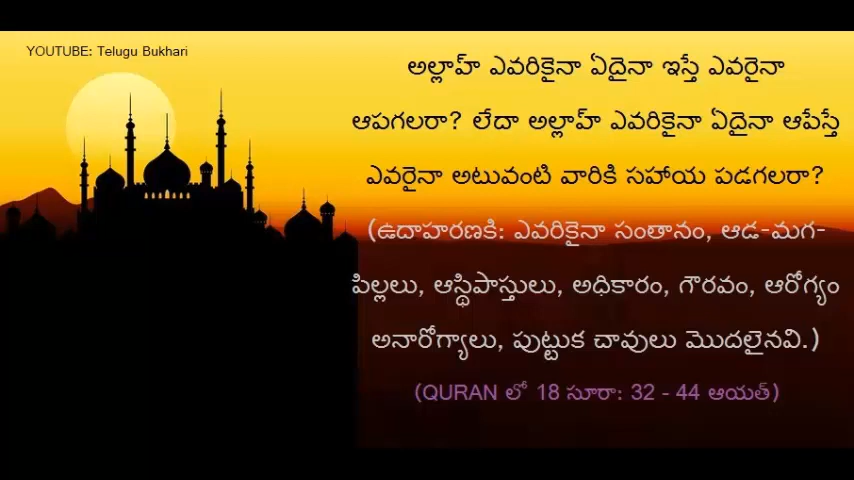 YOUTUBE: Telugu Bukhari
అల్లాహ్ ఎవరికైనా ఏదైనా ఇస్తే ఎవరైనా
ఆపగలరా? లేదా అల్లాహ్ ఎవరికైనా ఏదైనా ఆపేస్తే
ఎవరైనా అటువంటి వారికి సహాయ పడగలరా?
(ఉదాహరణకి: ఎవరికైనా సంతానం, ఆడ-మగ-
పిల్లలు, ఆస్థిపాస్తులు, అధికారం, గౌరవం, ఆరోగ్యం
అనారోగ్యాలు, పుట్టుక చావులు మొదలైనవి.)
(QURAN లో 18 సూరా: 32 - 44 ఆయత్)